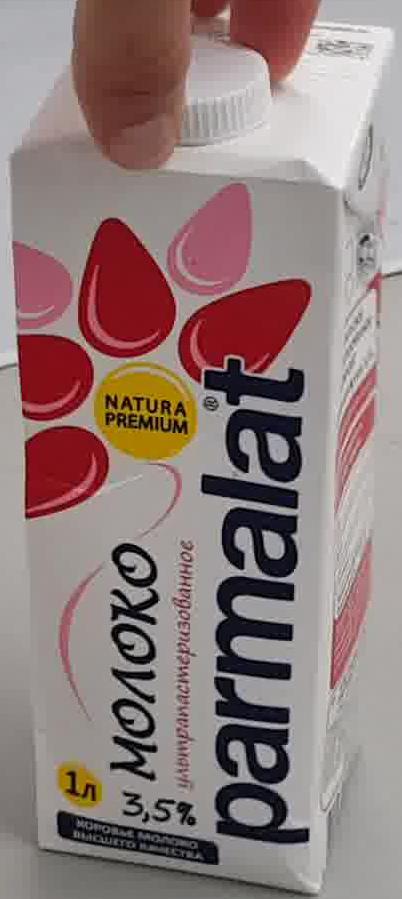 NATURA
PREMIUM
®
parmalat
МОЛОКО
ультрапастеризованное
1л
3,5%
КОРОВЬЕ МОЛОКО
ВЫСШЕГО КАЧЕСТВА